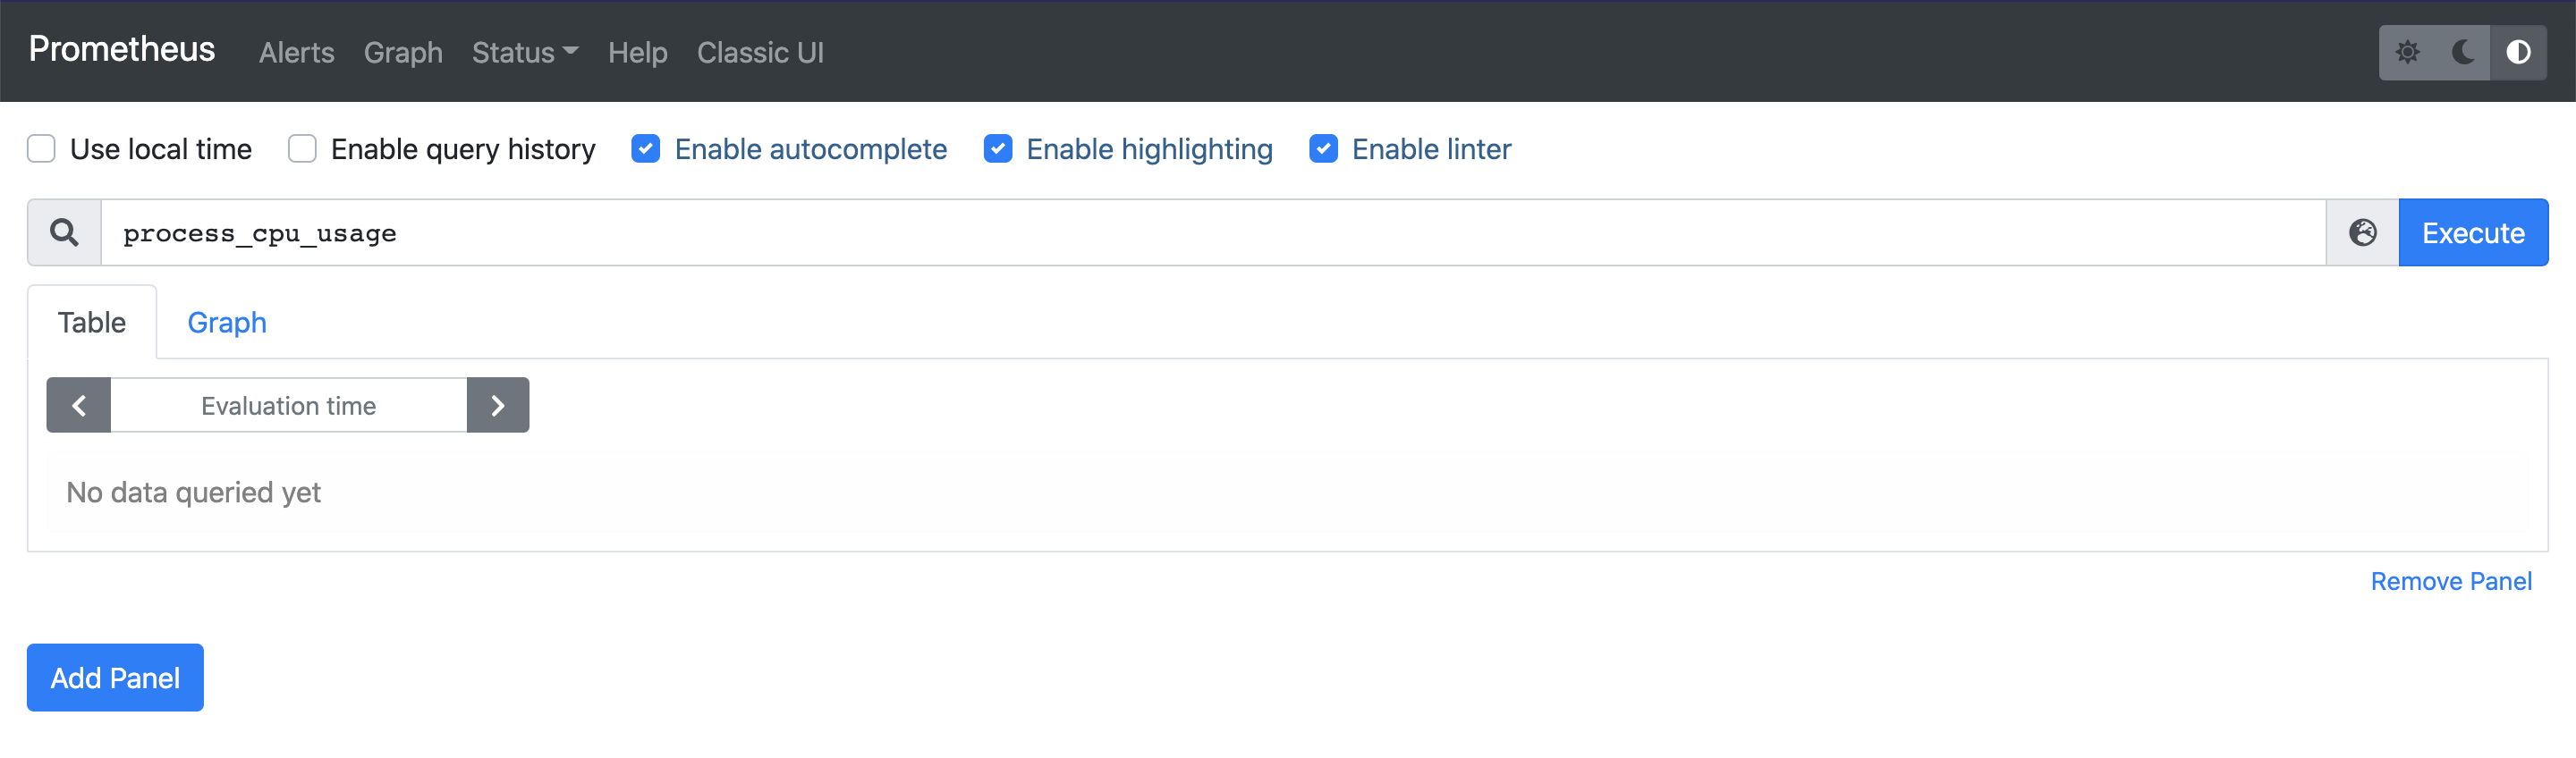 Prometheus Alerts Graph Status Help Classic UI
Use local time Enable query history Enable autocomplete Enable highlighting Enable linter
process_cpu_usage Execute
Table Graph
Evaluation time
No data queried yet
Remove Panel
Add Panel